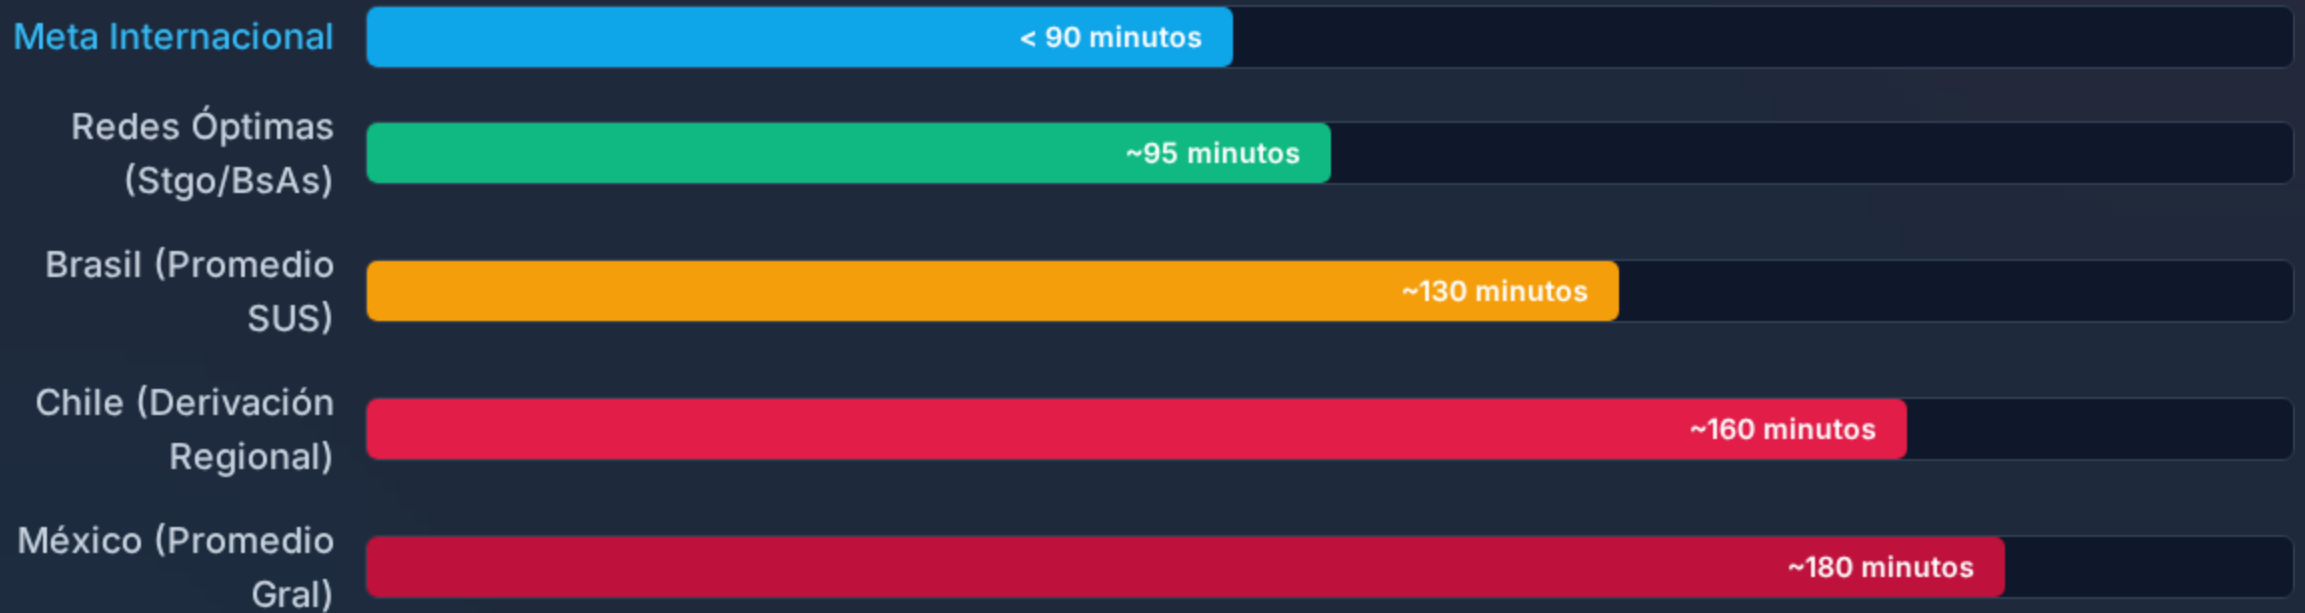 Meta Internacional
< 90 minutos
Redes Óptimas
(Stgo/BsAs)
~95 minutos
Brasil (Promedio
SUS)
~130 minutos
Chile (Derivación
Regional)
~160 minutos
México (Promedio
Gral)
~180 minutos